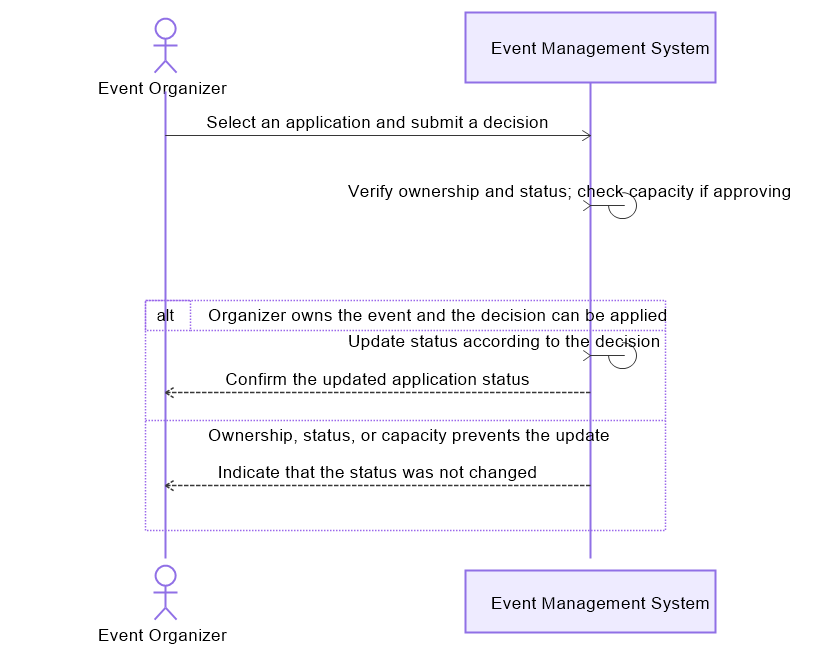 Event Management System
Event Organizer
Select an application and submit a decision
Verify ownership and status; check capacity if approving
alt
Organizer owns the event and the decision can be applied
Update status according to the decision
Confirm the updated application status
Ownership, status, or capacity prevents the update
Indicate that the status was not changed
Event Management System
Event Organizer